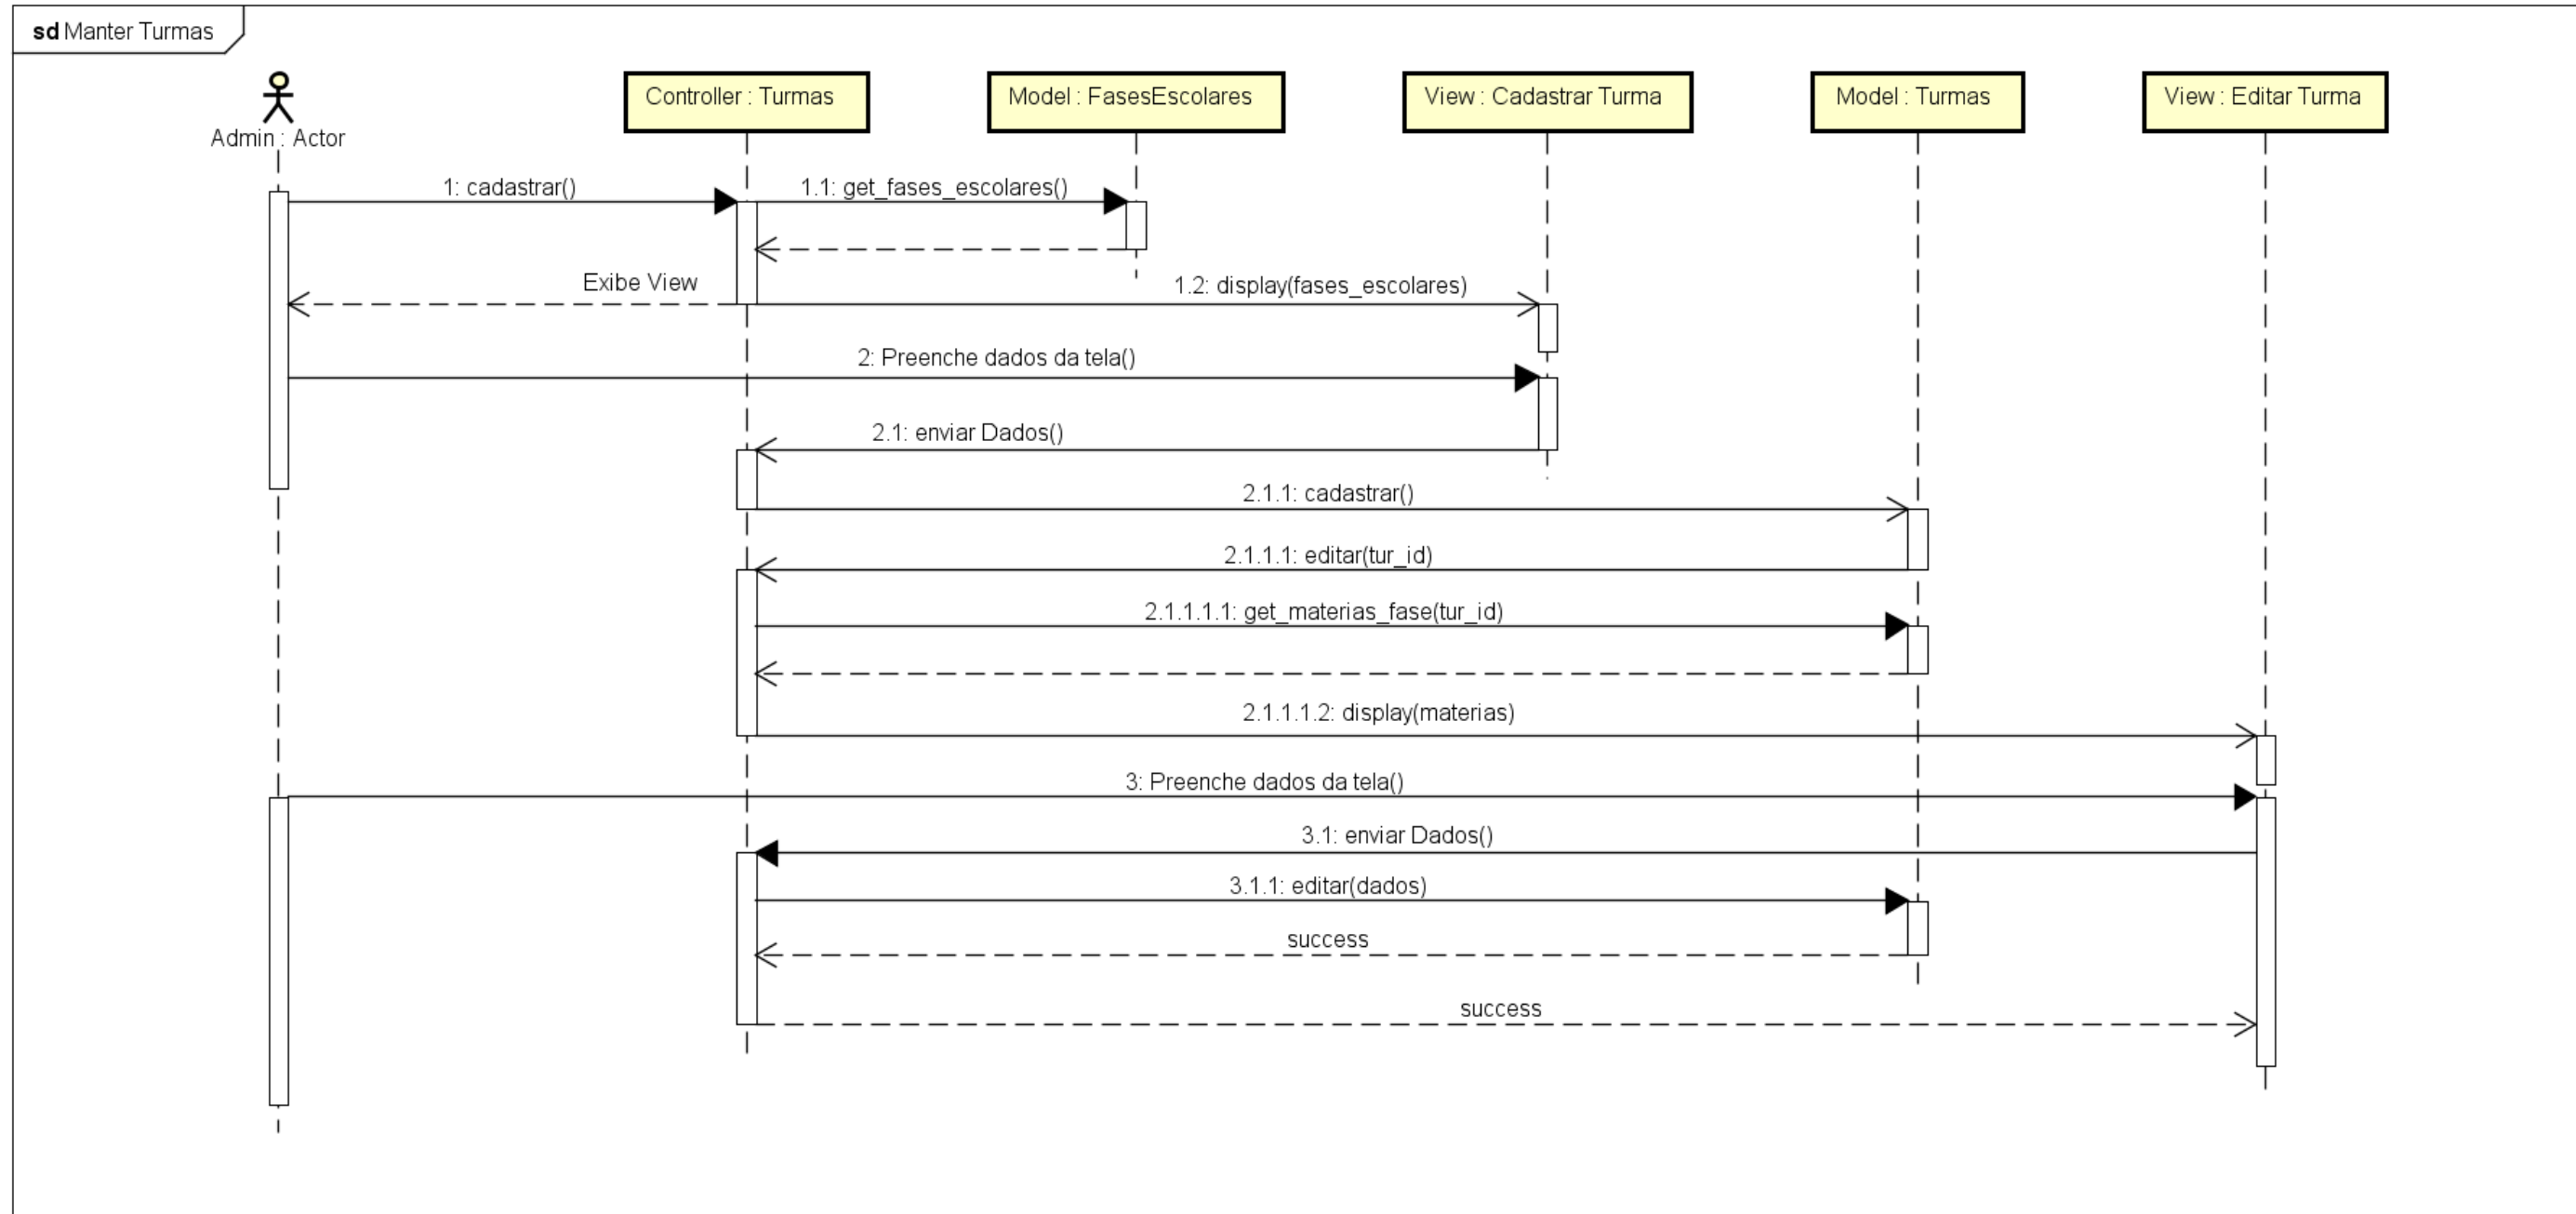 sd Manter Turmas
Admin : Actor
Controller : Turmas
Model : FasesEscolares
View : Cadastrar Turma
Model : Turmas
View : Editar Turma
1: cadastrar()
1.1: get_fases_escolares()
Exibe View
1.2: display(fases_escolares)
2: Preenche dados da tela()
2.1: enviar Dados()
2.1.1: cadastrar()
2.1.1.1: editar(tur_id)
2.1.1.1.1: get_materias_fase(tur_id)
2.1.1.1.2: display(materias)
3: Preenche dados da tela()
3.1: enviar Dados()
3.1.1: editar(dados)
success
success